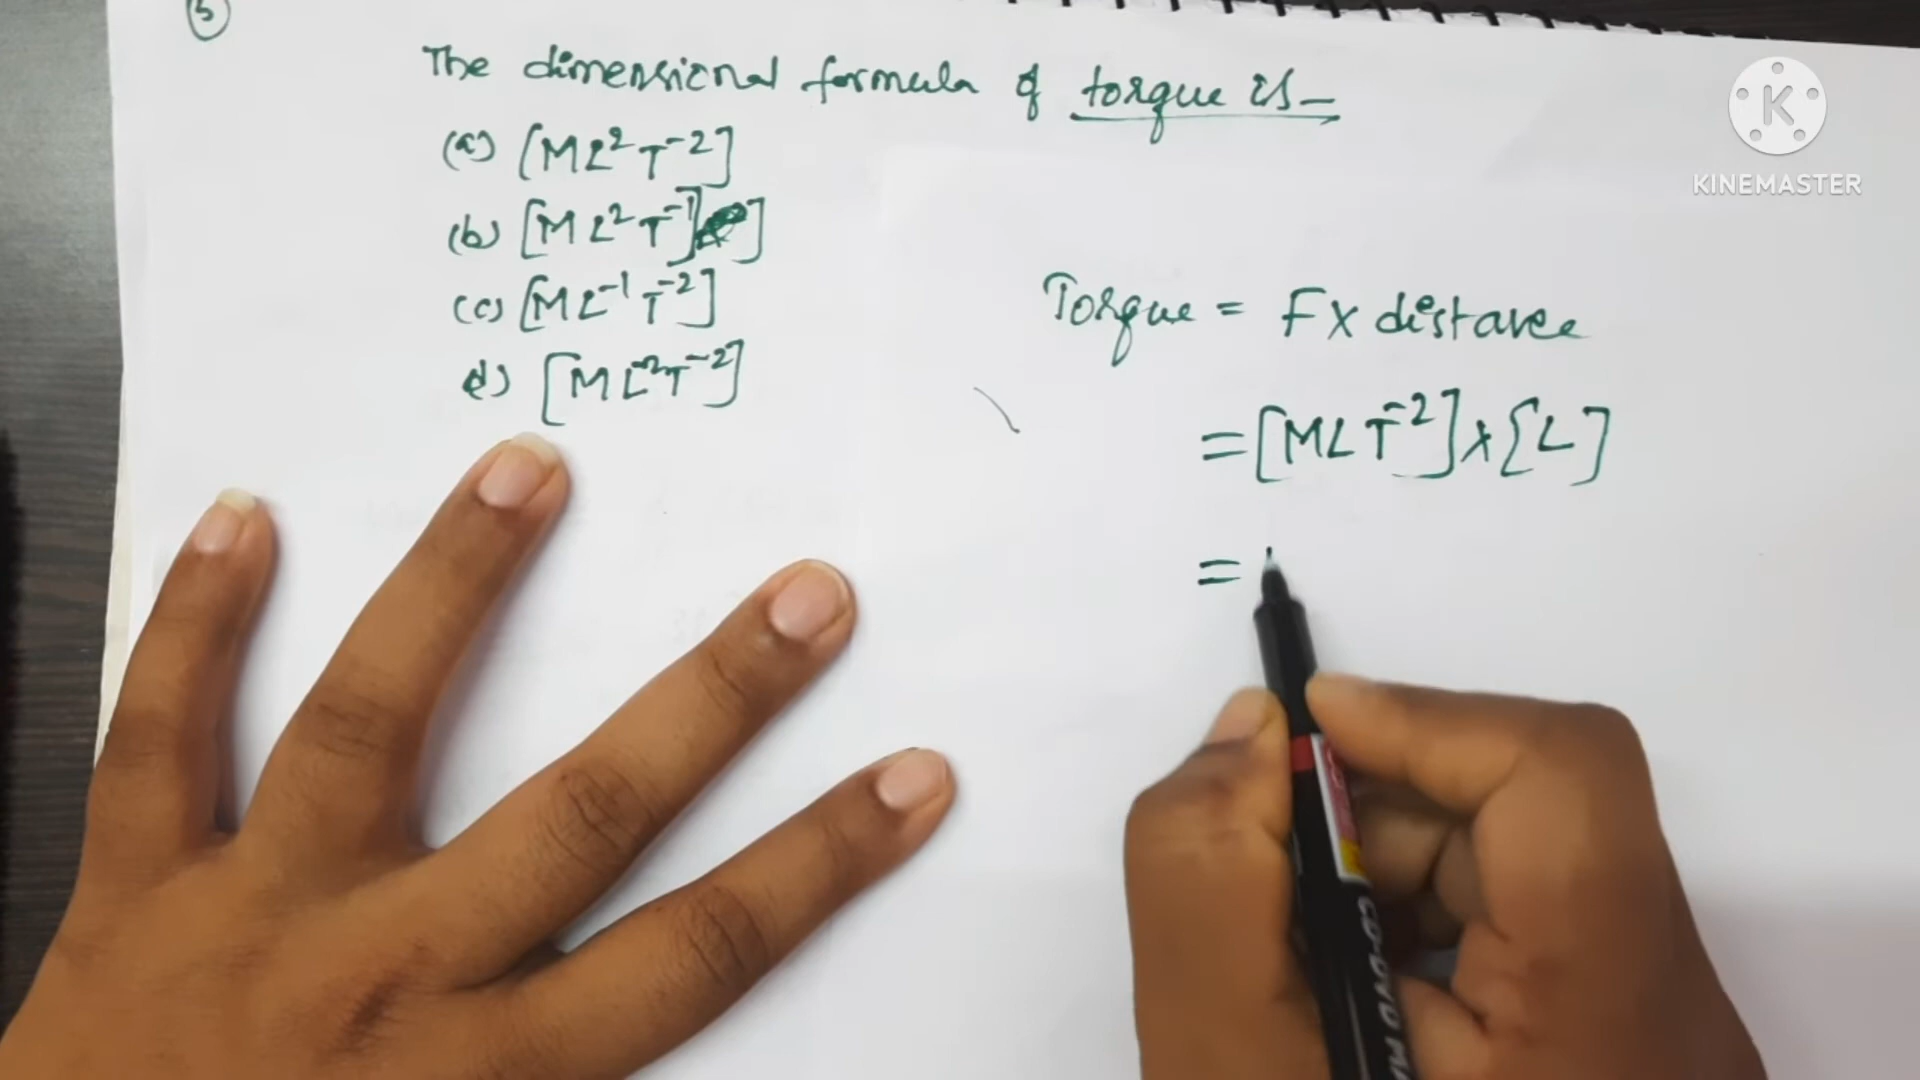 5
The dimensional formula of torque is—
(a) [ML²T⁻²]
(b) [ML²T⁻¹]]
(c) [ML⁻¹T⁻²]
d) [ML⁻²T⁻²]
Torque = F X distance
= [MLT⁻²] x [L]
=
K
KINEMASTER